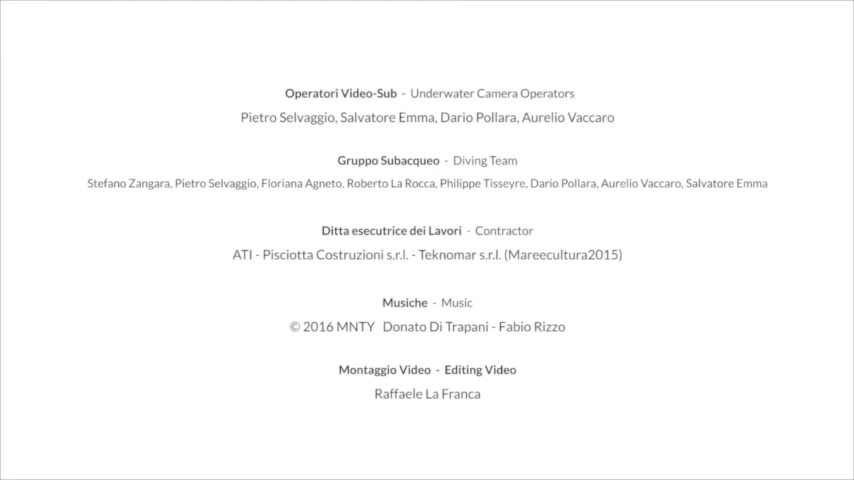 Operatori Video-Sub - Underwater Camera Operators
Pietro Selvaggio, Salvatore Emma, Dario Pollara, Aurelio Vaccaro
Gruppo Subacqueo - Diving Team
Stefano Zangara, Pietro Selvaggio, Floriana Agneto, Roberto La Rocca, Philippe Tisseyre, Dario Pollara, Aurelio Vaccaro, Salvatore Emma
Ditta esecutrice dei Lavori - Contractor
ATI - Pisciotta Costruzioni s.r.l. - Teknomar s.r.l. (Mareecultura2015)
Musiche - Music
© 2016 MNTY Donato Di Trapani - Fabio Rizzo
Montaggio Video - Editing Video
Raffaele La Franca